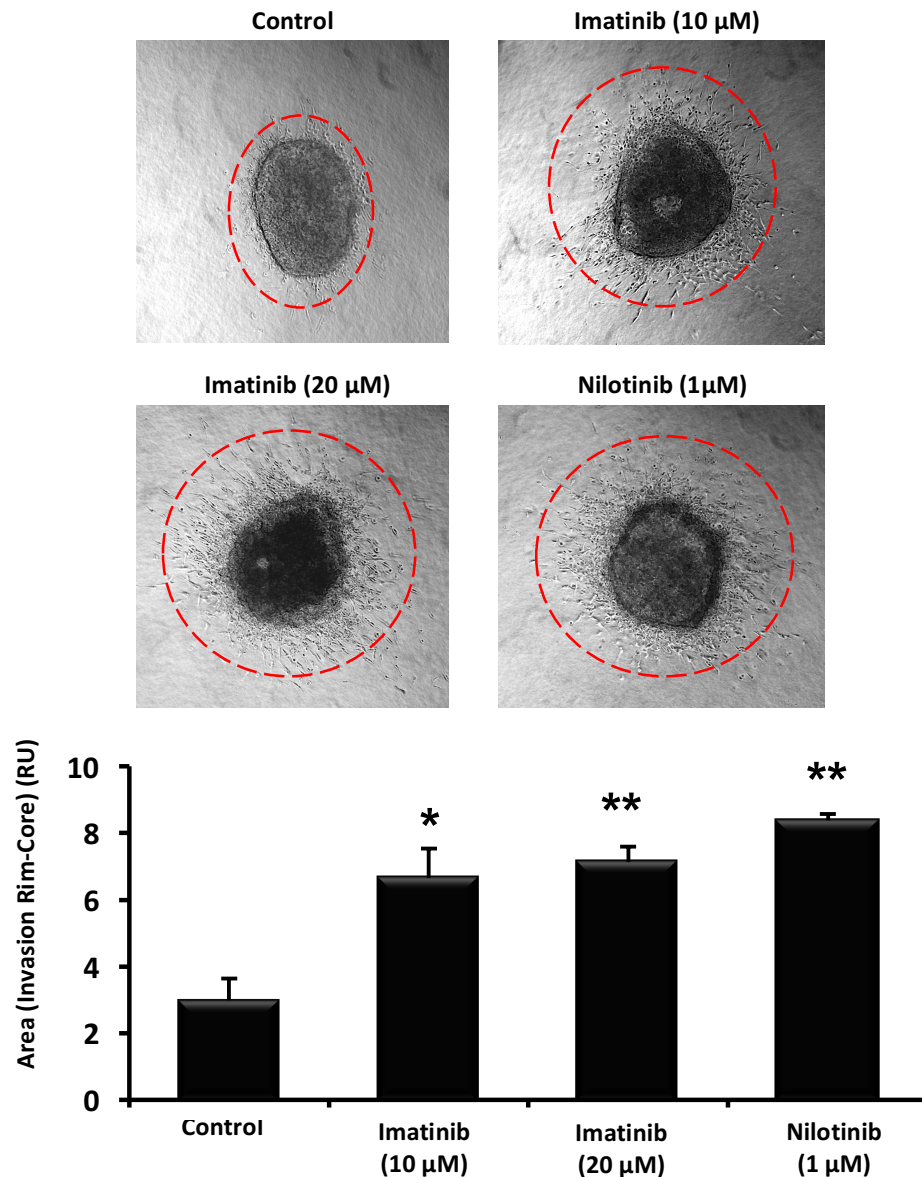 Control
Imatinib (10 µM)
Imatinib (20 µM)
Nilotinib (1µM)
Area (Invasion Rim-Core) (RU)
10
8
6
4
2
0
*
**
**
Control
Imatinib
(10 µM)
Imatinib
(20 µM)
Nilotinib
(1 µM)